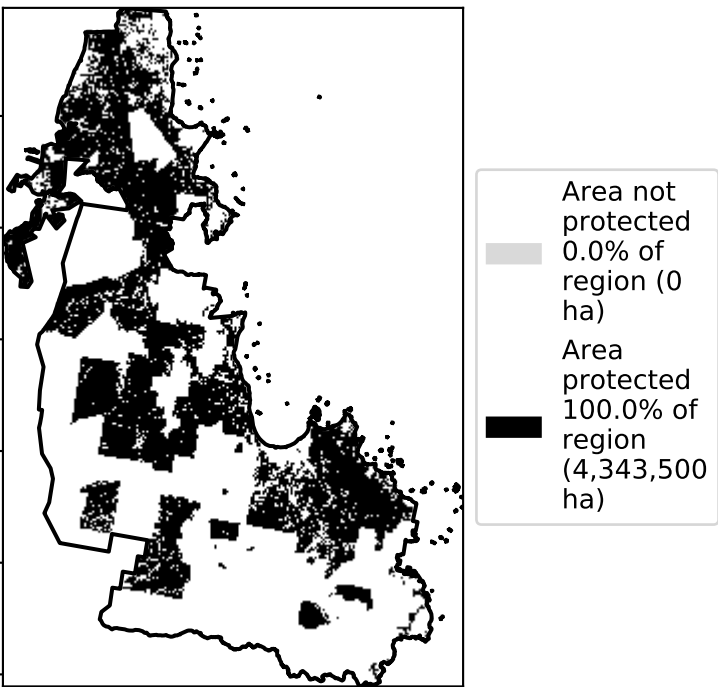 Area not
protected
0.0% of
region (0
ha)
Area
protected
100.0% of
region
(4,343,500
ha)